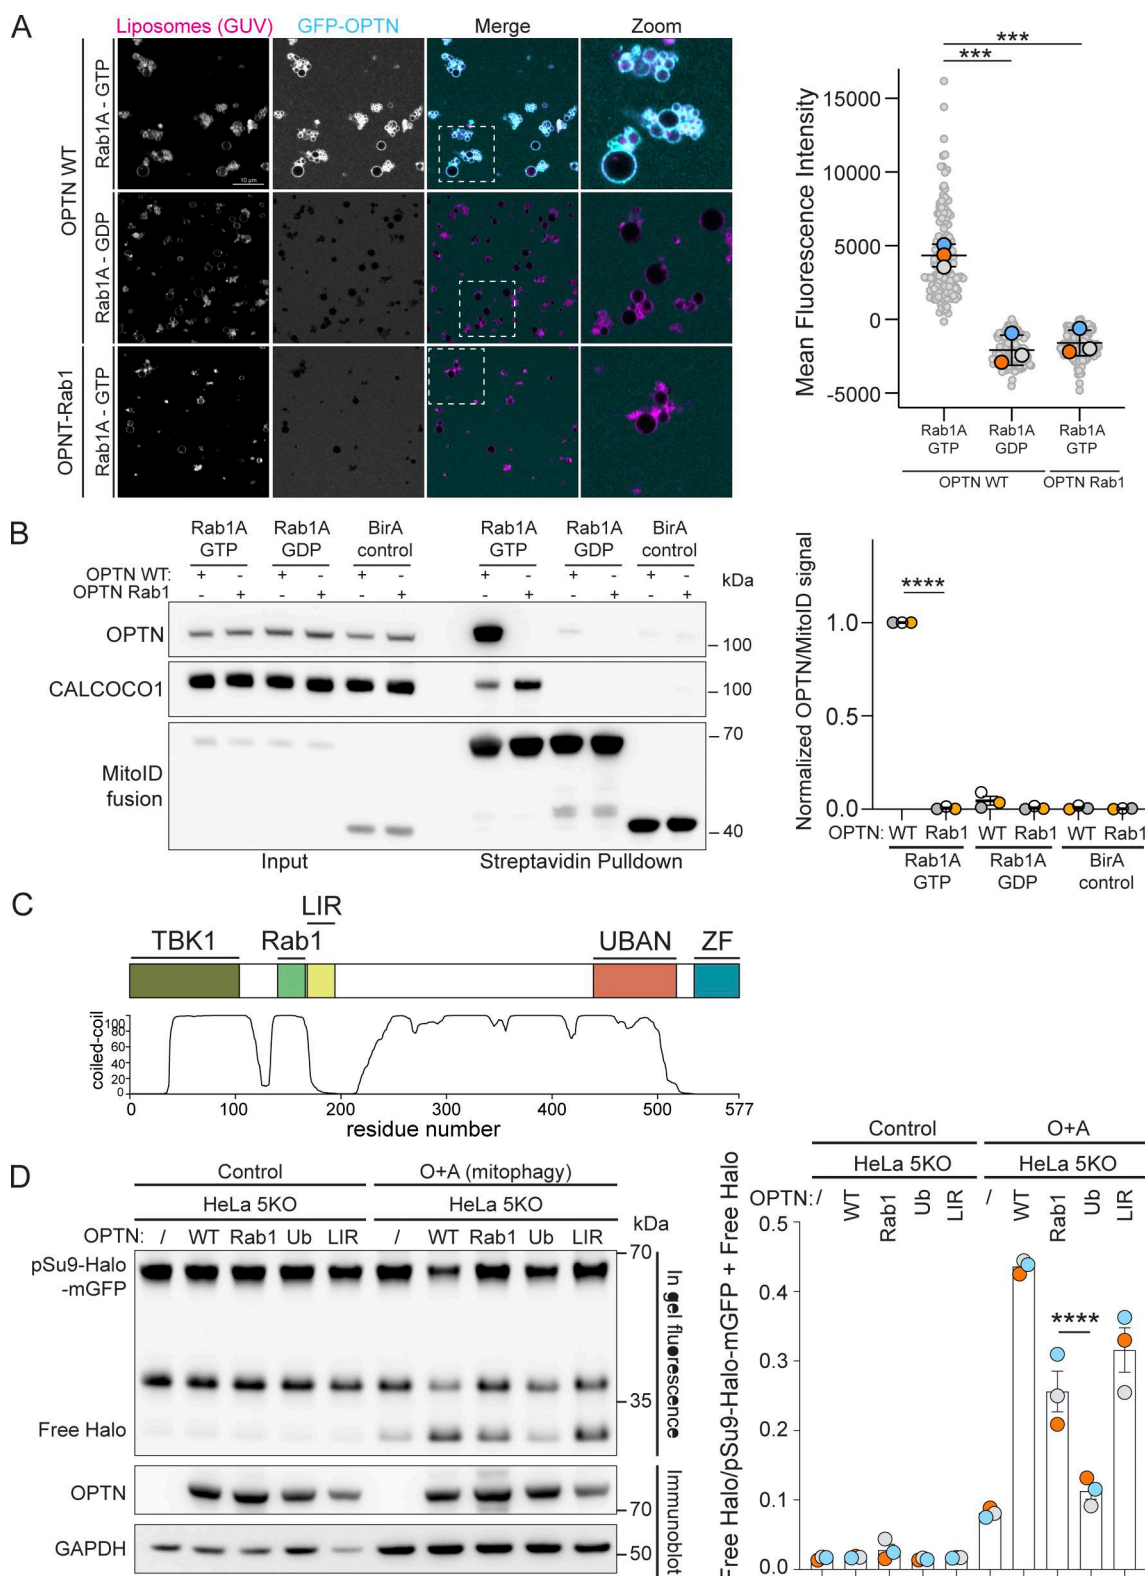 A
Liposomes (GUV) GFP-OPTN Merge Zoom
OPTN WT
Rab1A - GTP
10 µm
Rab1A - GDP
OPNT-Rab1
Rab1A - GTP
Mean Fluorescence Intensity
***
***
15000
10000
5000
0
-5000
Rab1A GTP
Rab1A GDP
Rab1A GTP
OPTN WT OPTN Rab1
B
Rab1A GTP
Rab1A GDP
BirA control
Rab1A GTP
Rab1A GDP
BirA control
OPTN WT: + - + - + - + - + - + -
OPTN Rab1 - + - + - + - + - + - +
kDa
OPTN
100
CALCOCO1
100
MitoID fusion
70
40
Input Streptavidin Pulldown
Normalized OPTN/MitoID signal
****
1.0
0.5
0.0
OPTN: WT Rab1 WT Rab1 WT Rab1
Rab1A GTP
Rab1A GDP
BirA control
C
LIR
TBK1 Rab1 UBAN ZF
coiled-coil
100
80
60
40
20
0
0 100 200 300 400 500 577
residue number
D
Control O+A (mitophagy)
HeLa 5KO HeLa 5KO
OPTN: / WT Rab1 Ub LIR / WT Rab1 Ub LIR
kDa
pSu9-Halo
-mGFP
70
35
Free Halo
In gel fluorescence
OPTN
70
GAPDH
50
Immunoblot
Control O+A
HeLa 5KO HeLa 5KO
OPTN: / WT Rab1 Ub LIR / WT Rab1 Ub LIR
Free Halo/pSu9-Halo-mGFP + Free Halo
0.5
0.4
0.3
0.2
0.1
0.0
****